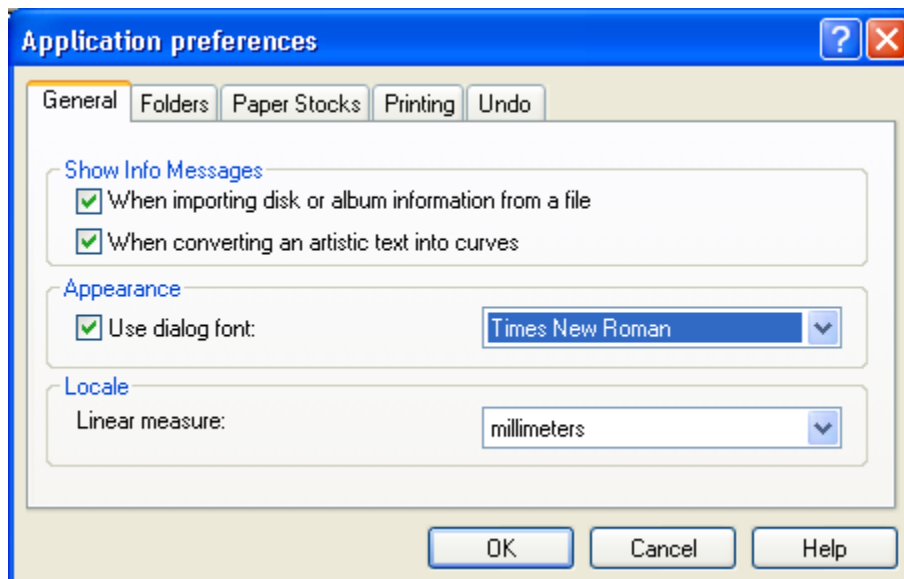 Application preferences
General Folders Paper Stocks Printing Undo
Show Info Messages
When importing disk or album information from a file
When converting an artistic text into curves
Appearance
Use dialog font: Times New Roman
Locale
Linear measure: millimeters
OK Cancel Help